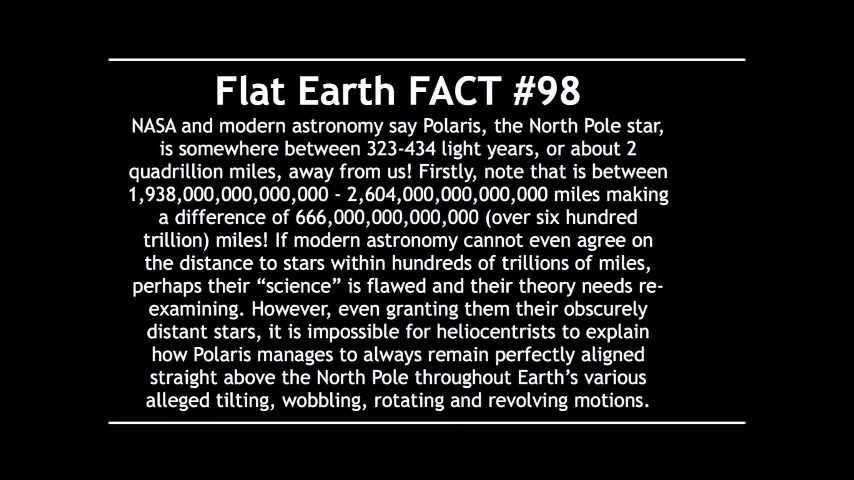 Flat Earth FACT #98
NASA and modern astronomy say Polaris, the North Pole star,
is somewhere between 323-434 light years, or about 2
quadrillion miles, away from us! Firstly, note that is between
1,938,000,000,000,000 - 2,604,000,000,000,000 miles making
a difference of 666,000,000,000,000 (over six hundred
trillion) miles! If modern astronomy cannot even agree on
the distance to stars within hundreds of trillions of miles,
perhaps their “science” is flawed and their theory needs re-
examining. However, even granting them their obscurely
distant stars, it is impossible for heliocentrists to explain
how Polaris manages to always remain perfectly aligned
straight above the North Pole throughout Earth’s various
alleged tilting, wobbling, rotating and revolving motions.